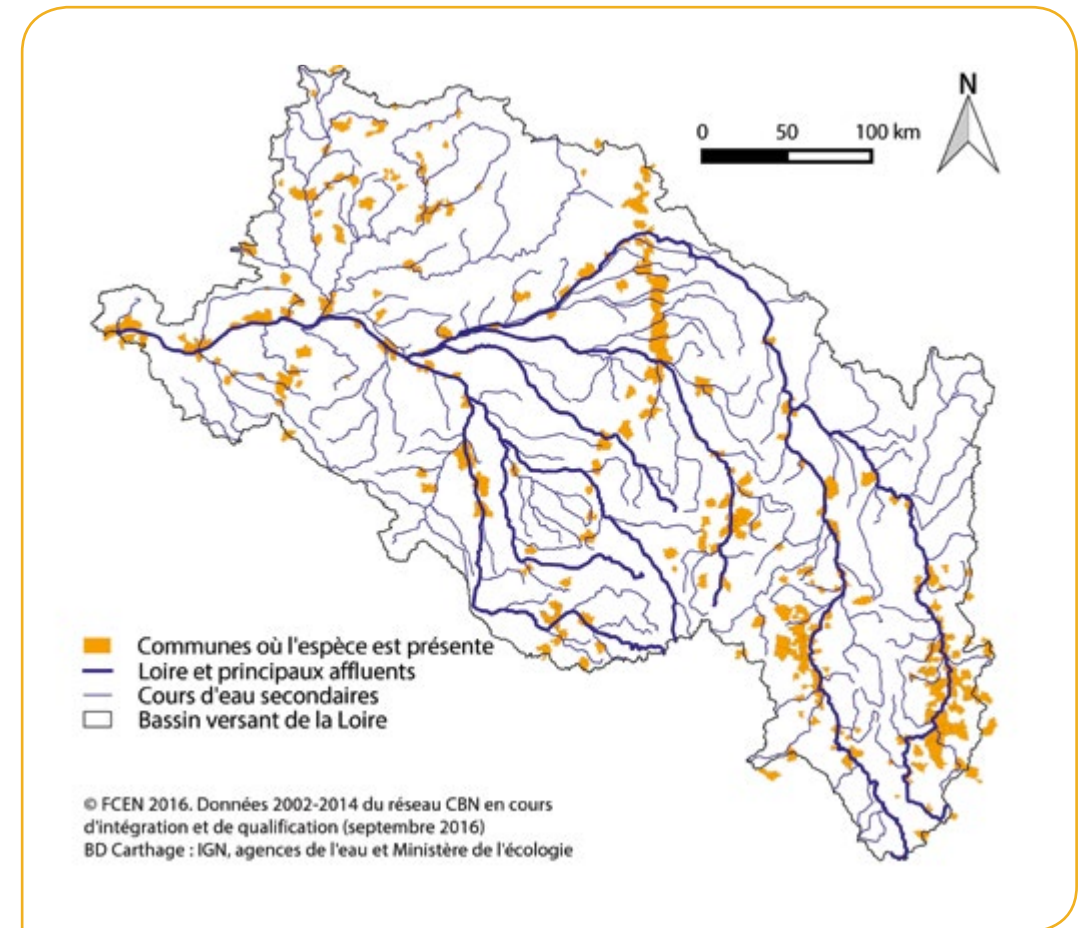 N
0 50 100 km
Communes où l'espèce est présente
Loire et principaux affluents
Cours d'eau secondaires
Bassin versant de la Loire
© FCEN 2016. Données 2002-2014 du réseau CBN en cours
d'intégration et de qualification (septembre 2016)
BD Carthage : IGN, agences de l'eau et Ministère de l'écologie